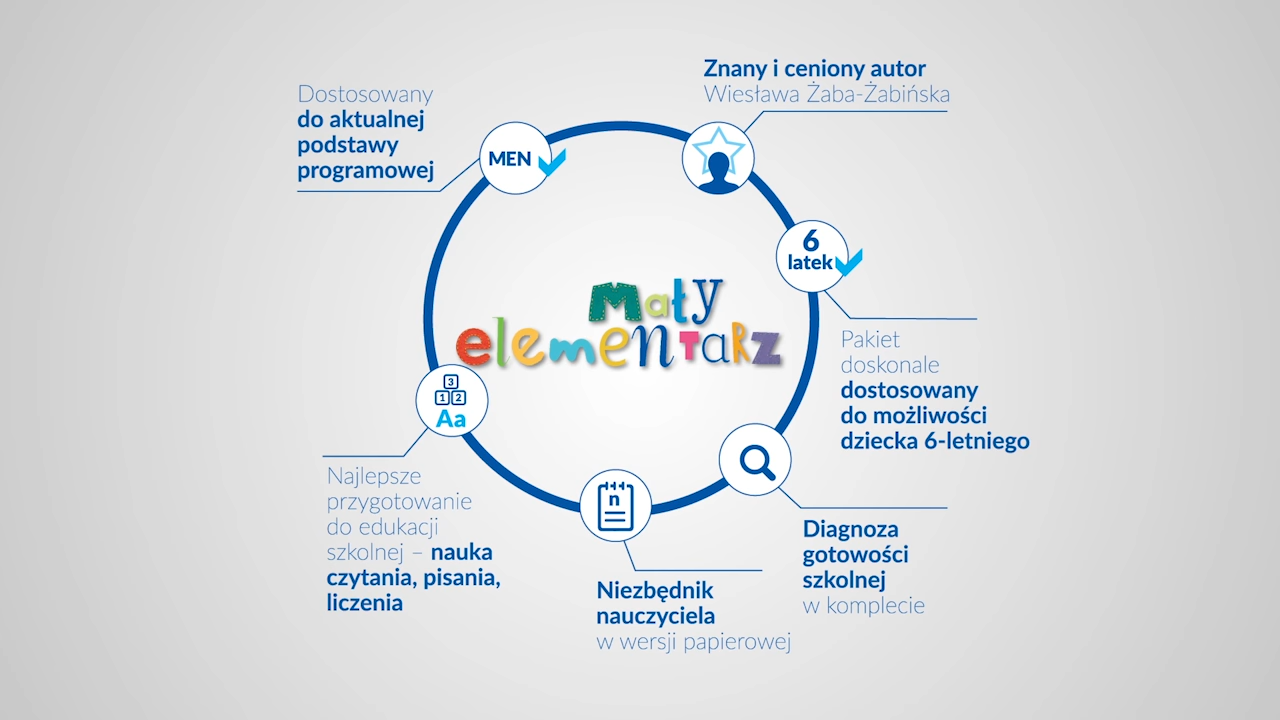 Dostosowany
do aktualnej
podstawy
programowej
MEN
Znany i ceniony autor
Wiesława Żaba-Żabińska
6
latek
Pakiet
doskonale
dostosowany
do możliwości
dziecka 6-letniego
Mały
elementarz
3
1 2
Aa
Najlepsze
przygotowanie
do edukacji
szkolnej – nauka
czytania, pisania,
liczenia
n
Niezbędnik
nauczyciela
w wersji papierowej
Diagnoza
gotowości
szkolnej
w komplecie